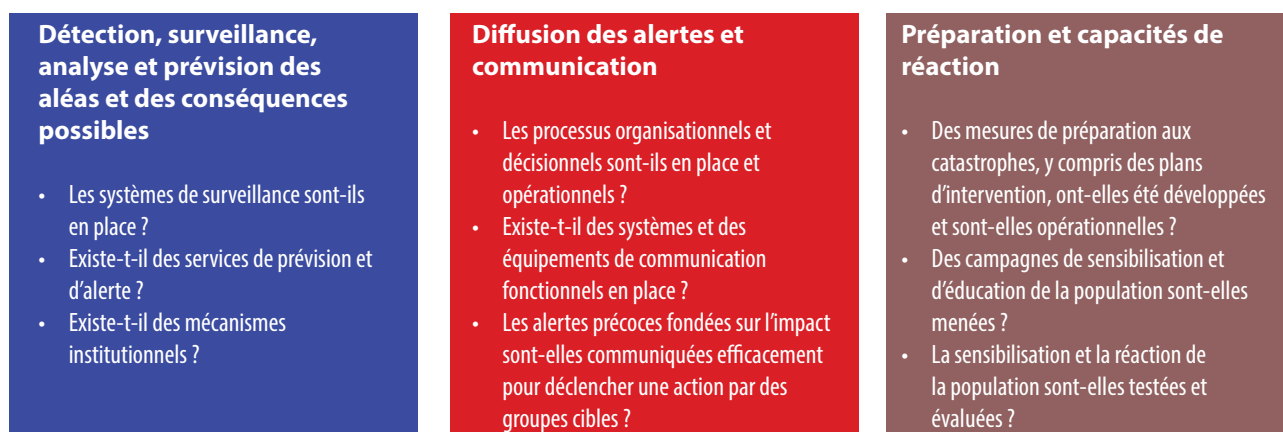 Détection, surveillance,
analyse et prévision des
aléas et des conséquences
possibles
• Les systèmes de surveillance sont-ils
en place ?
• Existe-t-il des services de prévision et
d'alerte ?
• Existe-t-il des mécanismes
institutionnels ?
Diffusion des alertes et
communication
• Les processus organisationnels et
décisionnels sont-ils en place et
opérationnels ?
• Existe-t-il des systèmes et des
équipements de communication
fonctionnels en place ?
• Les alertes précoces fondées sur l'impact
sont-elles communiquées efficacement
pour déclencher une action par des
groupes cibles ?
Préparation et capacités de
réaction
• Des mesures de préparation aux
catastrophes, y compris des plans
d'intervention, ont-elles été développées
et sont-elles opérationnelles ?
• Des campagnes de sensibilisation et
d'éducation de la population sont-elles
menées ?
• La sensibilisation et la réaction de
la population sont-elles testées et
évaluées ?